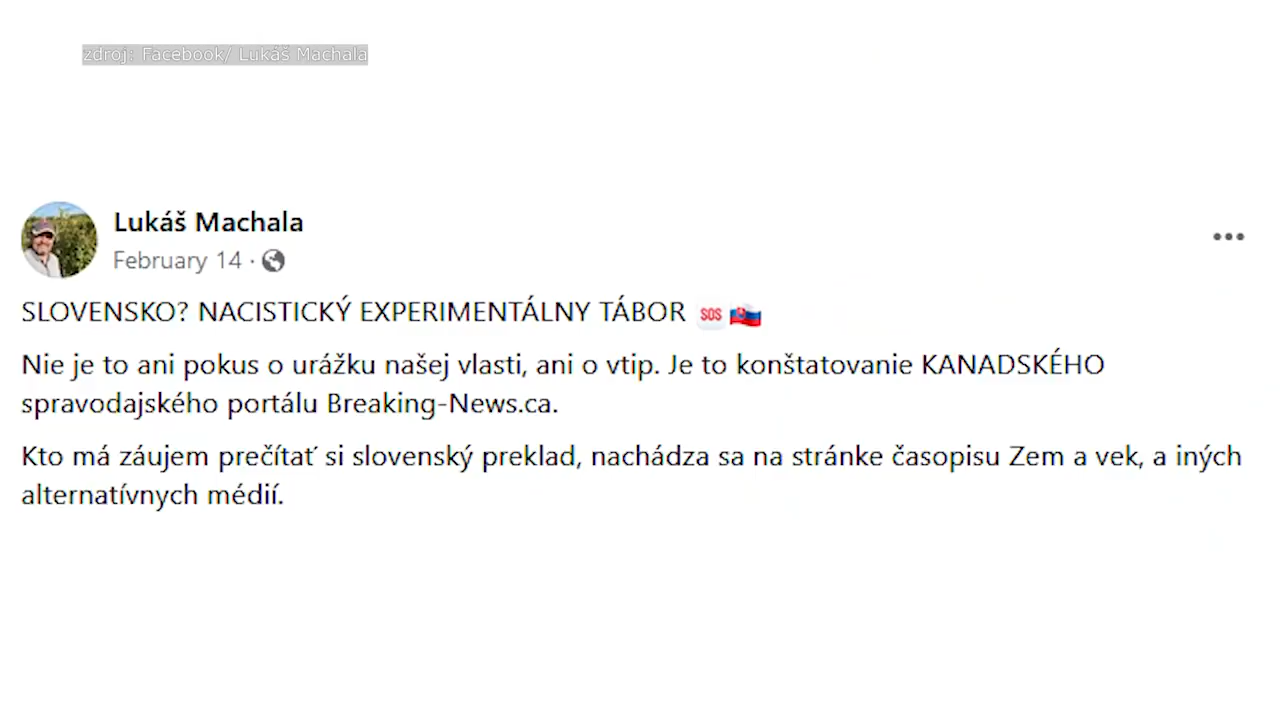 zdroj: Facebook/ Lukáš Machala
Lukáš Machala
February 14 ·
SLOVENSKO? NACISTICKÝ EXPERIMENTÁLNY TÁBOR 🆘🇸🇰
Nie je to ani pokus o urážku našej vlasti, ani o vtip. Je to konštatovanie KANADSKÉHO
spravodajského portálu Breaking-News.ca.
Kto má záujem prečítať si slovenský preklad, nachádza sa na stránke časopisu Zem a vek, a iných
alternatívnych médií.